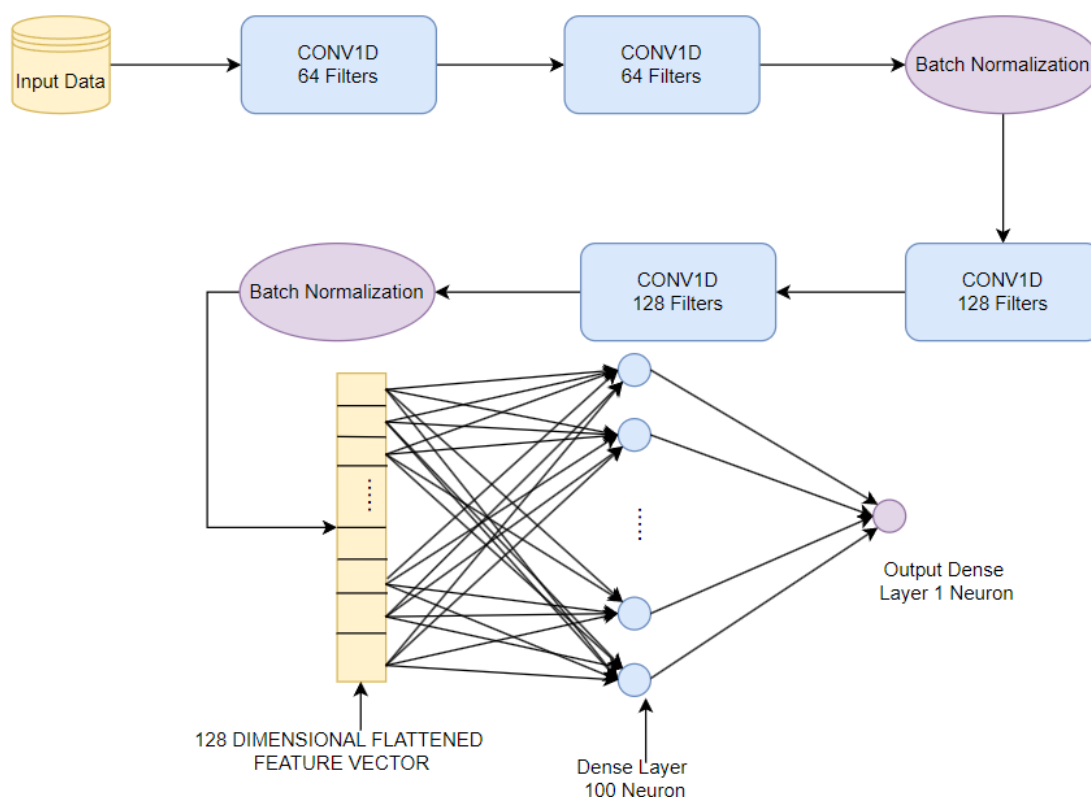 Input Data
CONV1D
64 Filters
CONV1D
64 Filters
Batch Normalization
Batch Normalization
CONV1D
128 Filters
CONV1D
128 Filters
Output Dense
Layer 1 Neuron
128 DIMENSIONAL FLATTENED
FEATURE VECTOR
Dense Layer
100 Neuron